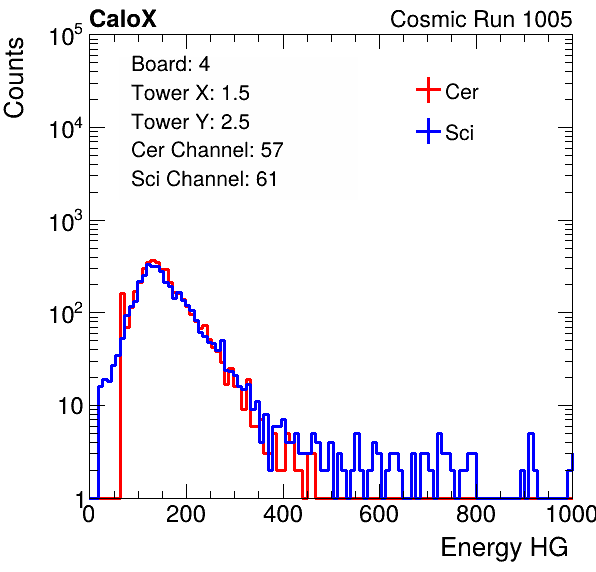 CaloX
Cosmic Run 1005
Counts
Board: 4
Tower X: 1.5
Tower Y: 2.5
Cer Channel: 57
Sci Channel: 61
Cer
Sci
10^5
10^4
10^3
10^2
10
1
0 200 400 600 800 1000
Energy HG